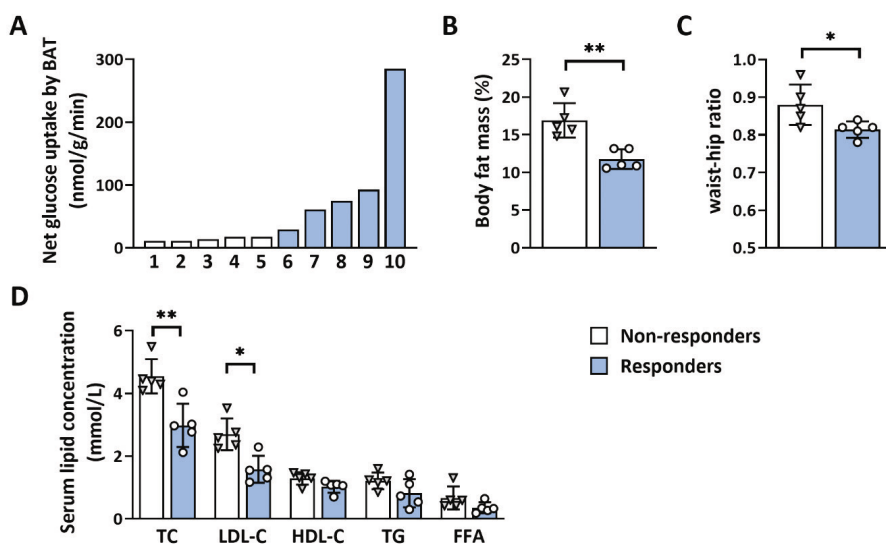 A
Net glucose uptake by BAT
(nmol/g/min)
300
200
100
0
1 2 3 4 5 6 7 8 9 10
B
Body fat mass (%)
25
20
15
10
5
0
**
C
waist-hip ratio
1.0
0.9
0.8
0.7
0.6
0.5
*
D
Serum lipid concentration
(mmol/L)
6
4
2
0
**
*
TC LDL-C HDL-C TG FFA
Non-responders
Responders